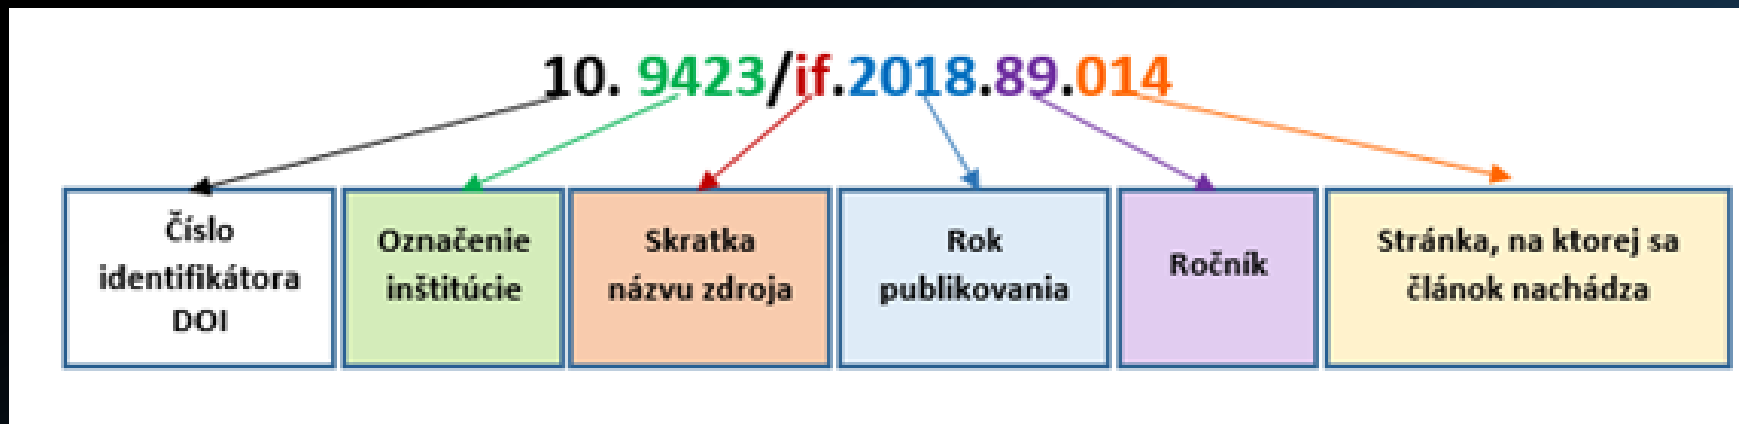 10. 9423/if.2018.89.014
Číslo
identifikátora
DOI
Označenie
inštitúcie
Skratka
názvu zdroja
Rok
publikovania
Ročník
Stránka, na ktorej sa
článok nachádza